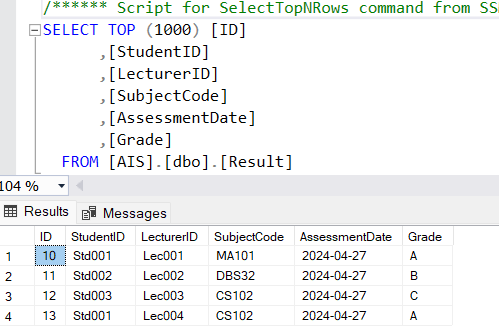 /****** Script for SelectTopNRows command from
SELECT TOP (1000) [ID]
,[StudentID]
,[LecturerID]
,[SubjectCode]
,[AssessmentDate]
,[Grade]
FROM [AIS].[dbo].[Result]
104 %
Results Messages
ID StudentID LecturerID SubjectCode AssessmentDate Grade
1 10 Std001 Lec001 MA101 2024-04-27 A
2 11 Std002 Lec002 DBS32 2024-04-27 B
3 12 Std003 Lec003 CS102 2024-04-27 C
4 13 Std001 Lec004 CS102 2024-04-27 A